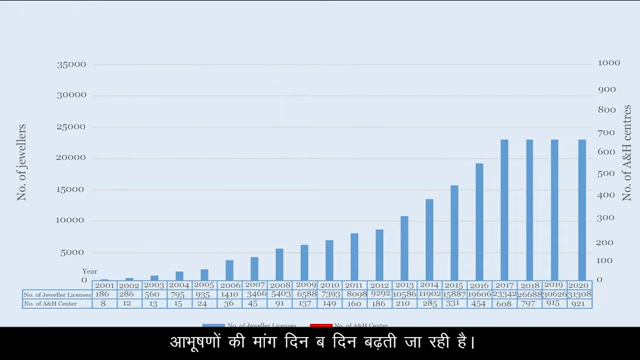 35000
1000
30000
900
800
25000
700
No. of jewellers
No. of A&H centres
20000
600
500
15000
400
10000
300
200
5000
100
0
0
Year 2001 2002 2003 2004 2005 2006 2007 2008 2009 2010 2011 2012 2013 2014 2015 2016 2017 2018 2019 2020
No. of Jeweller Licenses 186 286 560 795 935 1410 3466 5403 6588 7393 8098 9292 10586 11902 15887 19606 23342 26688 30626 31308
No. of A&H Center 8 12 13 15 24 36 45 91 137 149 160 186 210 285 331 454 608 797 915 921
No. of Jeweller Licenses No. of A&H Center
आभूषणों की मांग दिन ब दिन बढ़ती जा रही है।